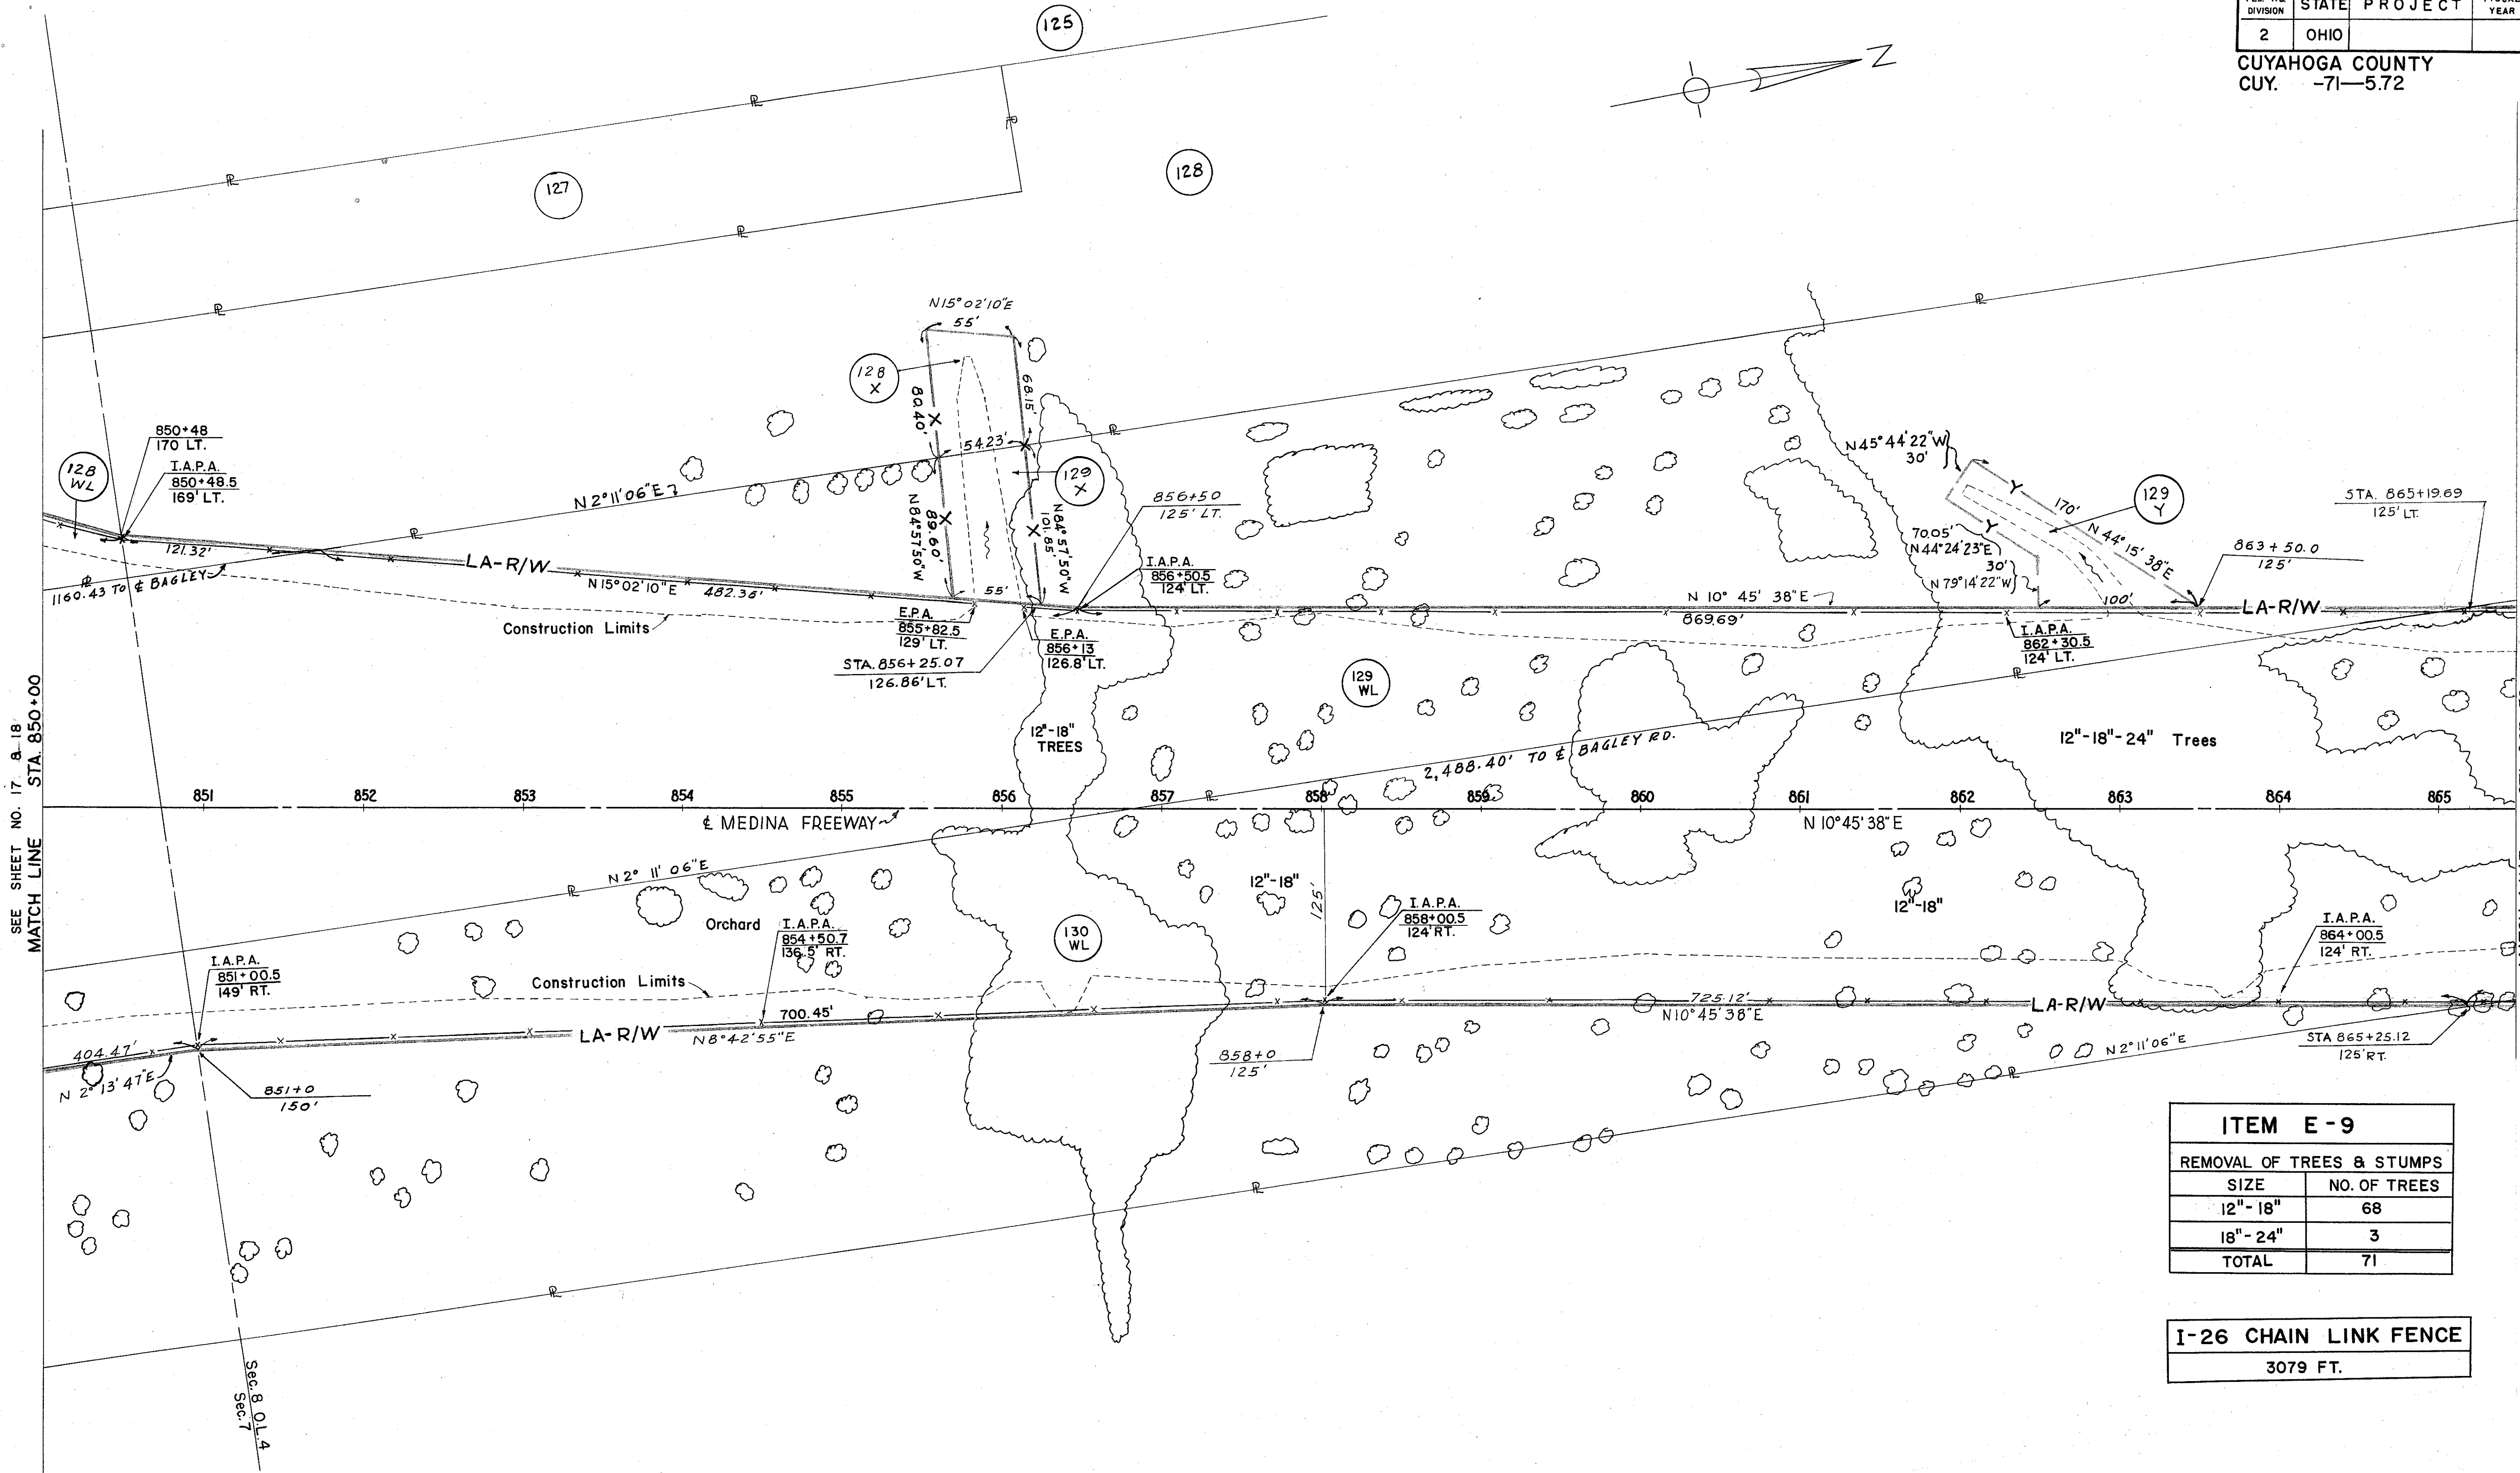 DIVISION
STATE
PROJECT
YEAR
2
OHIO
CUYAHOGA COUNTY
CUY. -71—5.72
125
Z
127
128
℄
N15°02'10"E
55'
128
X
80.40'
68.15'
54.23'
129
X
N84°57'50"W
89.60'
N84°57'50"W
101.85'
850+48
170 LT.
I.A.P.A.
850+48.5
169' LT.
128
WL
N 2°11'06"E
121.32'
LA-R/W
1160.43 TO ℄ BAGLEY
N15°02'10"E 482.36'
Construction Limits
55'
E.P.A.
855+82.5
129' LT.
STA. 856+25.07
126.86' LT.
E.P.A.
856+13
126.8' LT.
856+50
125' LT.
I.A.P.A.
856+50.5
124' LT.
N 10° 45' 38"E
869.69'
N45°44'22"W
30'
Y
170'
N 44° 15' 38"E
129
Y
Y
70.05'
N44°24'23"E
30'
N 79°14'22"W
100'
863+50.0
125'
STA. 865+19.69
125' LT.
LA-R/W
I.A.P.A.
862+30.5
124' LT.
129
WL
12"-18"
TREES
2,488.40' TO ℄ BAGLEY RD.
12"-18"-24" Trees
SEE SHEET NO. 17 & 18
MATCH LINE STA. 850+00
851 852 853 854 855 856 857 858 859 860 861 862 863 864 865
℄ MEDINA FREEWAY
N 10°45'38"E
N 2° 11' 06"E
Orchard
I.A.P.A.
854+50.7
136.5' RT.
130
WL
12"-18"
125'
I.A.P.A.
858+00.5
124' RT.
12"-18"
I.A.P.A.
864+00.5
124' RT.
I.A.P.A.
851+00.5
149' RT.
Construction Limits
700.45'
LA-R/W
N8°42'55"E
725.12'
N10°45'38"E
LA-R/W
404.47'
N 2°13'47"E
851+0
150'
858+0
125'
N2°11'06"E
STA 865+25.12
125' RT.
ITEM E-9
REMOVAL OF TREES & STUMPS
SIZE NO. OF TREES
12"-18" 68
18"-24" 3
TOTAL 71
I-26 CHAIN LINK FENCE
3079 FT.
Sec. 8 O.L. 4
Sec. 7